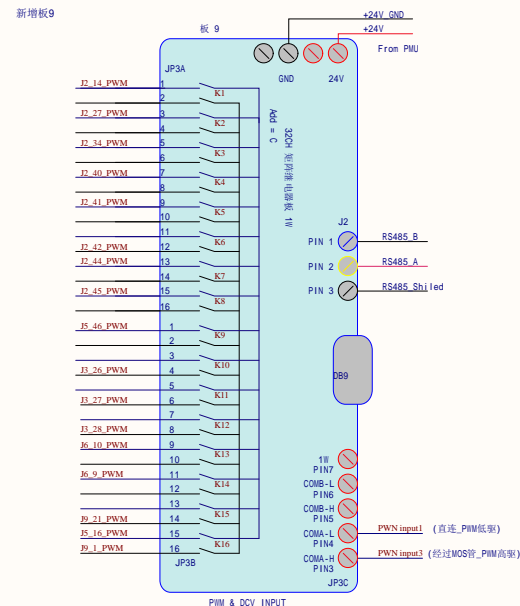 新增板9
板 9
+24V GND
+24V
From PMU
GND
24V
JP3A
J2_14_PWM
1
K1
2
J2_27_PWM
3
K2
4
J2_34_PWM
5
K3
6
J2_40_PWM
7
K4
8
J2_41_PWM
9
K5
10
11
K6
J2_42_PWM
12
J2_44_PWM
13
K7
14
J2_45_PWM
15
K8
16
J5_46_PWM
1
K9
2
3
K10
J3_26_PWM
4
5
K11
J3_27_PWM
6
7
K12
J3_28_PWM
8
J6_10_PWM
9
K13
10
J6_9_PWM
11
K14
12
13
K15
J9_21_PWM
14
J5_16_PWM
15
K16
J9_1_PWM
16
JP3B
32CH 矩阵继电器板 1W
Add = C
J2
PIN 1
RS485_B
PIN 2
RS485_A
PIN 3
RS485_Shiled
DB9
1W
PIN7
COMB-L
PIN6
COMB-H
PIN5
COMA-L
PIN4
PWN input1 (直连_PWM低驱)
COMA-H
PIN3
PWN input3 (经过MOS管_PWM高驱)
JP3C
PWM & DCV INPUT